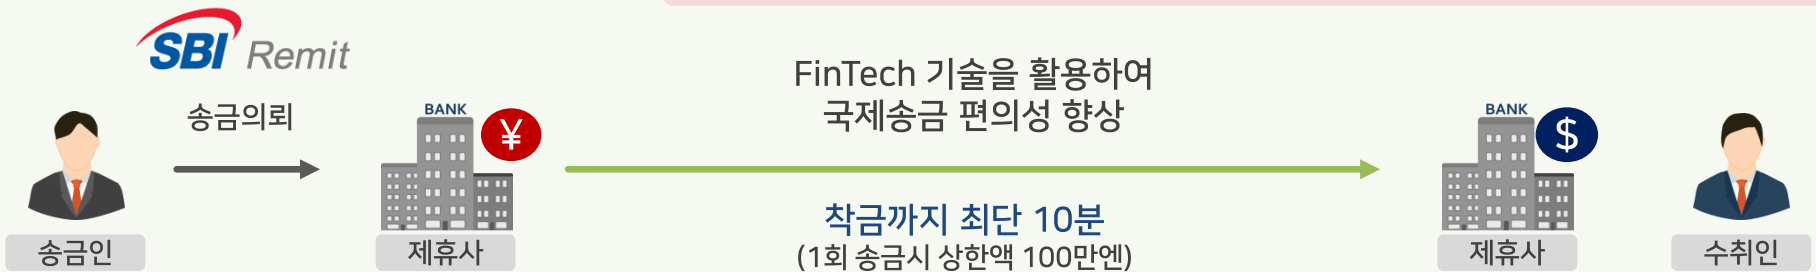 SBI Remit
FinTech 기술을 활용하여
국제송금 편의성 향상
송금의뢰
BANK
¥
BANK
$
착금까지 최단 10분
(1회 송금시 상한액 100만엔)
송금인
제휴사
제휴사
수취인